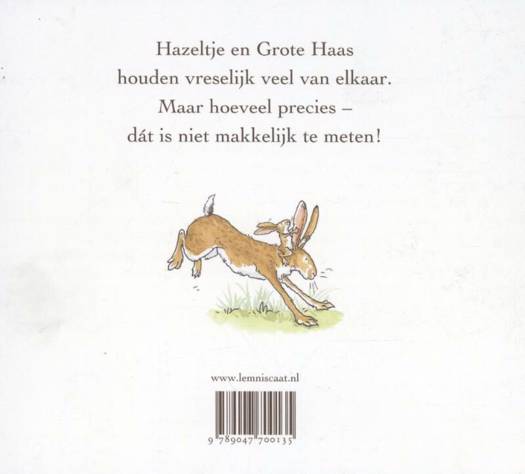 Hazeltje en Grote Haas
houden vreselijk veel van elkaar.
Maar hoeveel precies –
dát is niet makkelijk te meten!
www.lemniscaat.nl
9 789047 700135